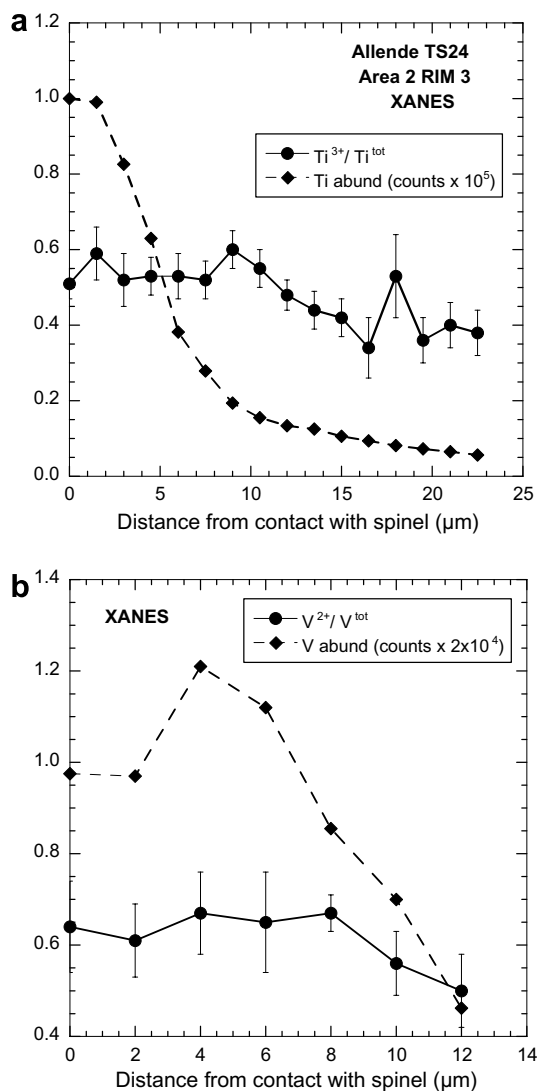 a
1.2
1.0
0.8
0.6
0.4
0.2
0.0
Allende TS24
Area 2 RIM 3
XANES
Ti³⁺/ Tiᵗᵒᵗ
Ti abund (counts x 10⁵)
0 5 10 15 20 25
Distance from contact with spinel (µm)
b
1.4
1.2
1.0
0.8
0.6
0.4
XANES
V²⁺/ Vᵗᵒᵗ
V abund (counts x 2x10⁴)
0 2 4 6 8 10 12 14
Distance from contact with spinel (µm)